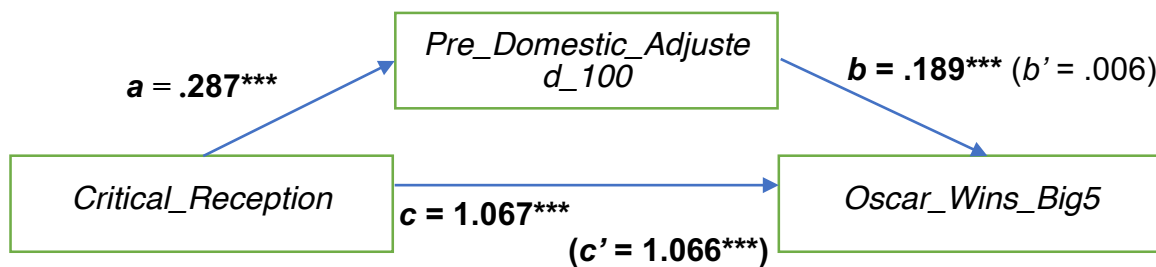 Pre_Domestic_Adjuste
d_100
a = .287***
b = .189*** (b’ = .006)
Critical_Reception
Oscar_Wins_Big5
c = 1.067***
(c’ = 1.066***)